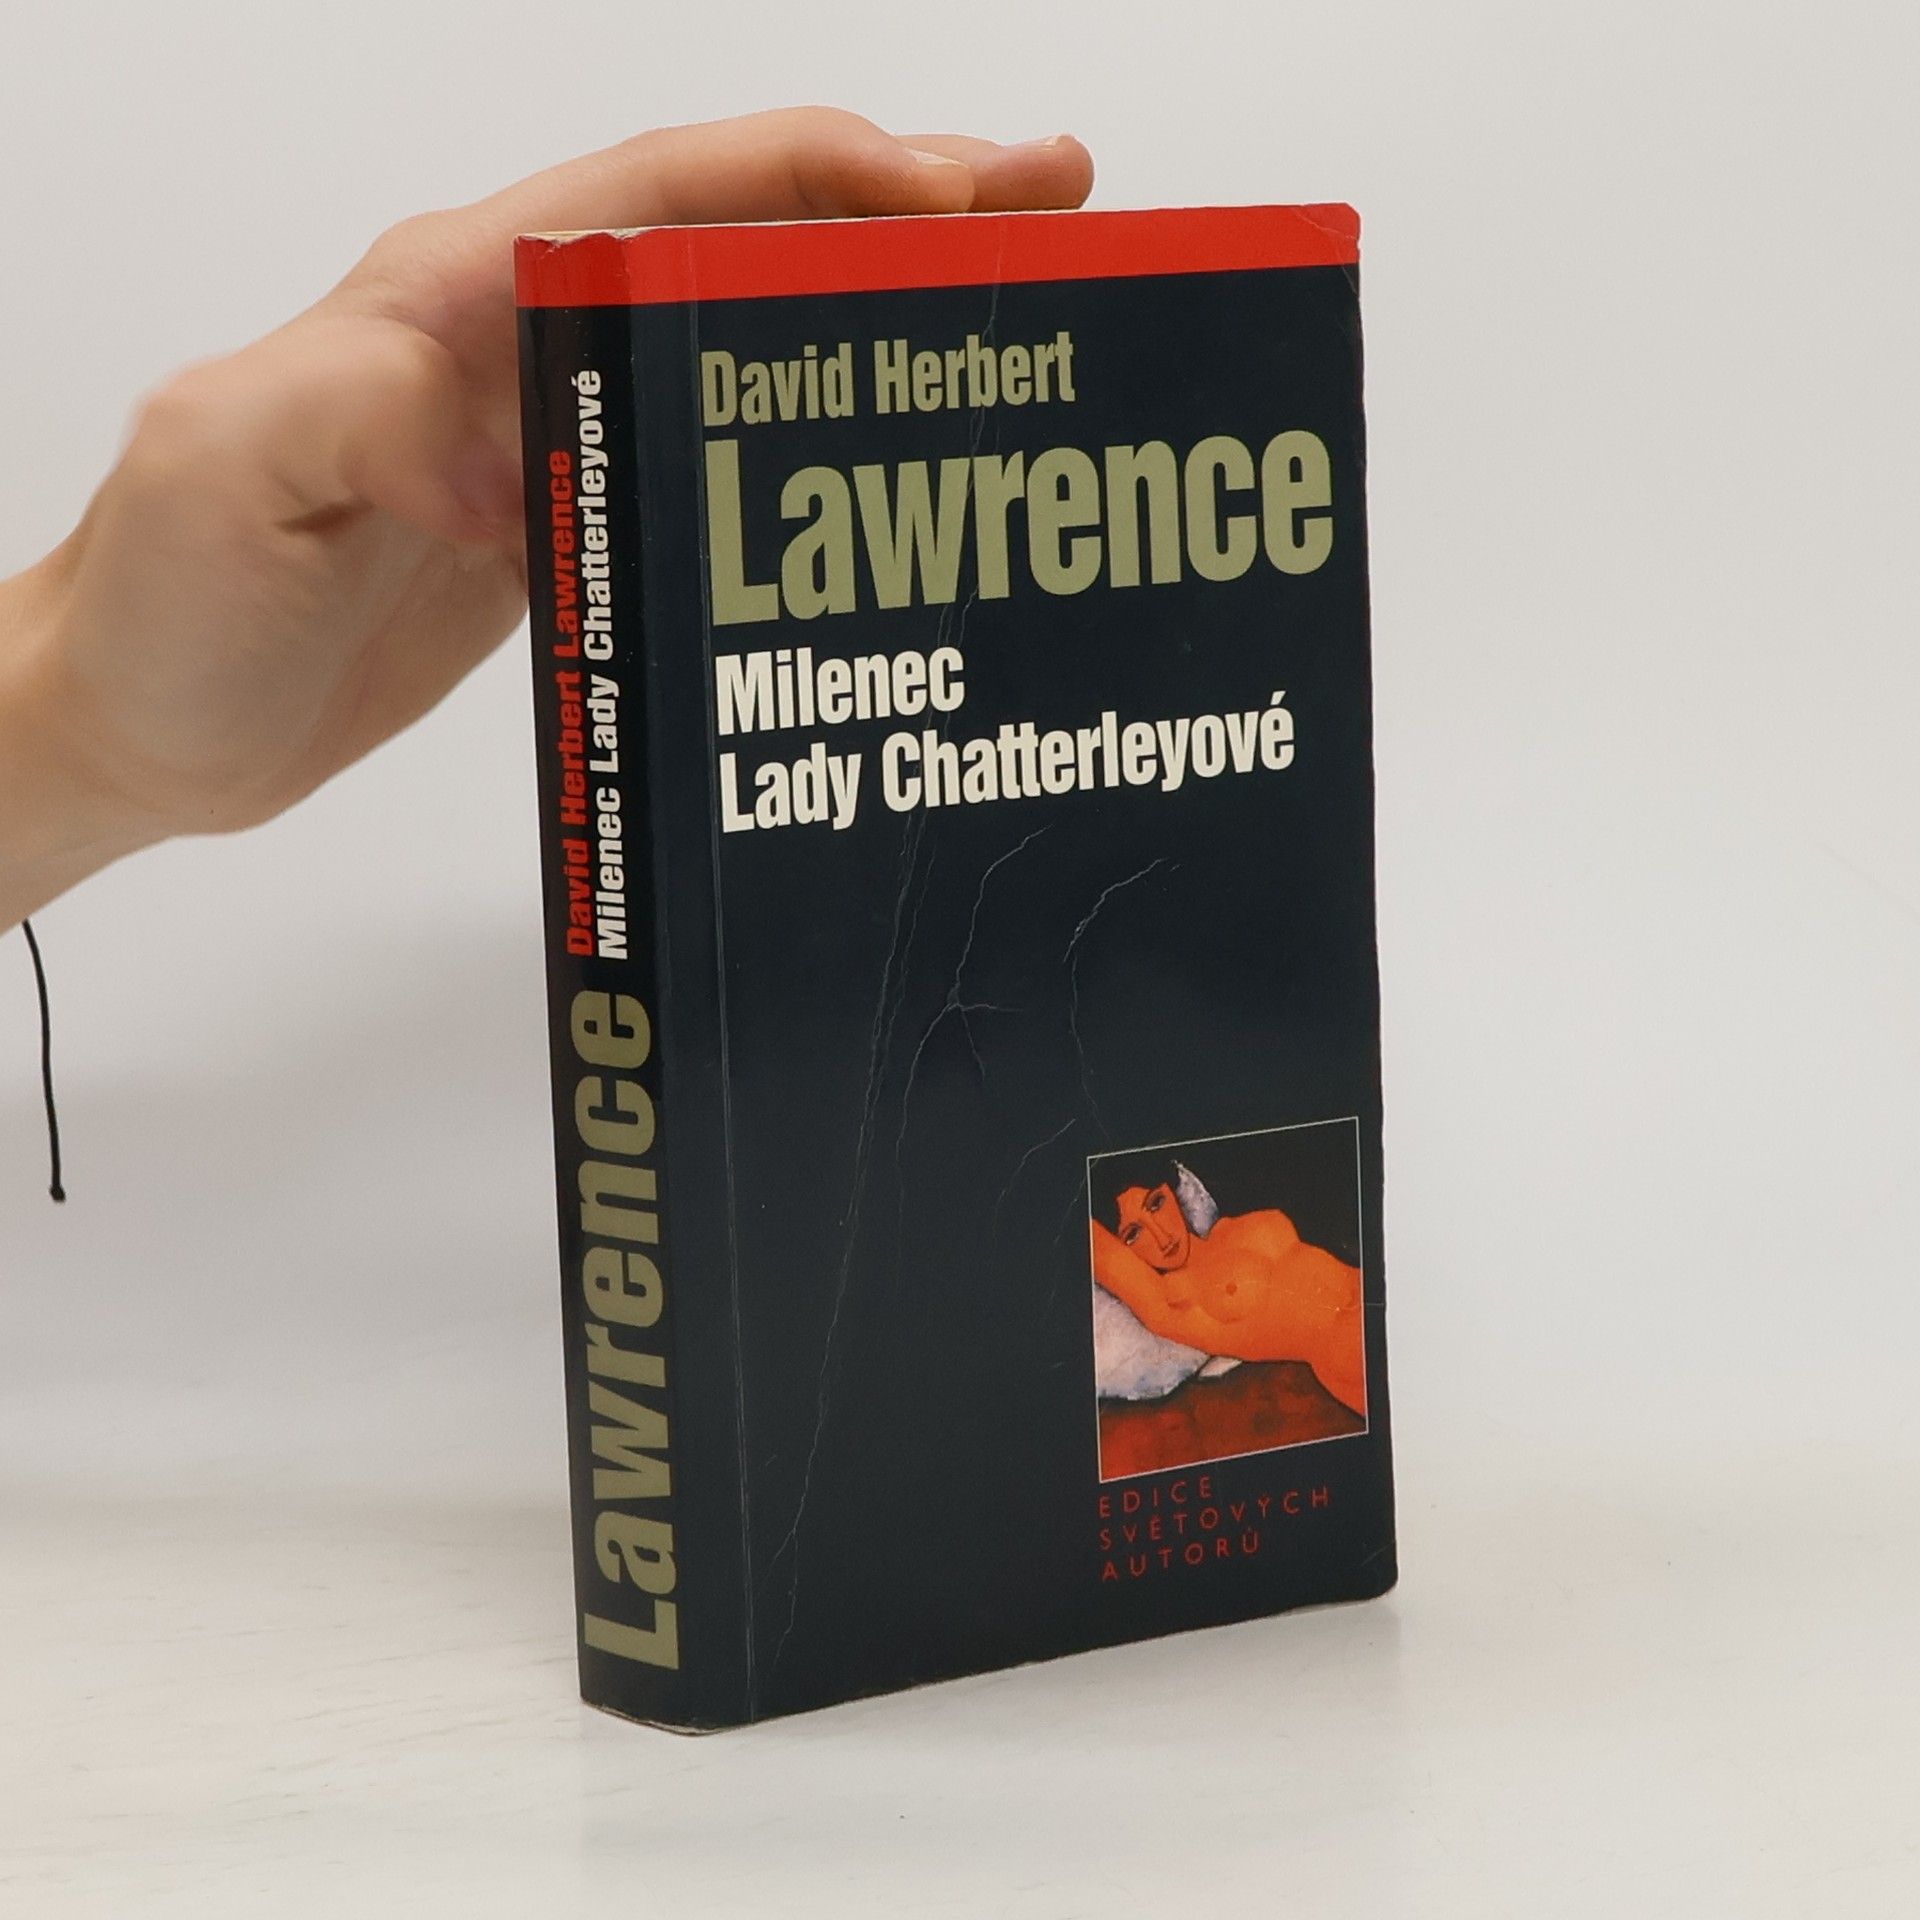 David Herbert
Lawrence
Milenec
Lady Chatterleyové
EDICE
SVĚTOVÝCH
AUTORŮ
David Herbert Lawrence
Milenec Lady Chatterleyové
Lawrence